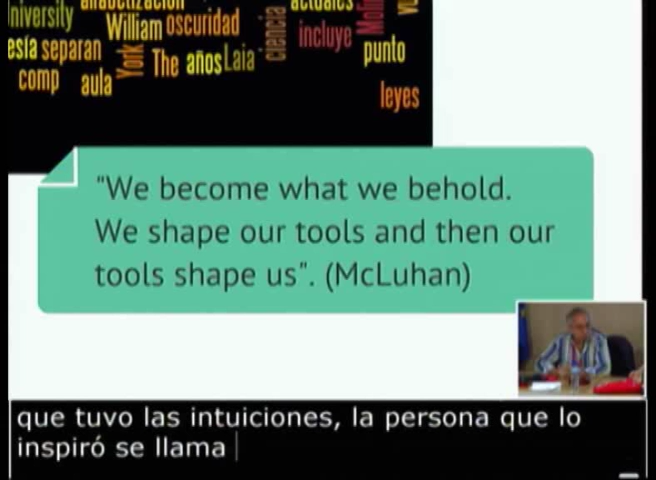 niversity alfabetización actuales
William oscuridad
esía separan York ciencia incluye Molin
comp aula The años Laia punto
leyes
"We become what we behold.
We shape our tools and then our
tools shape us". (McLuhan)
que tuvo las intuiciones, la persona que lo
inspiró se llama